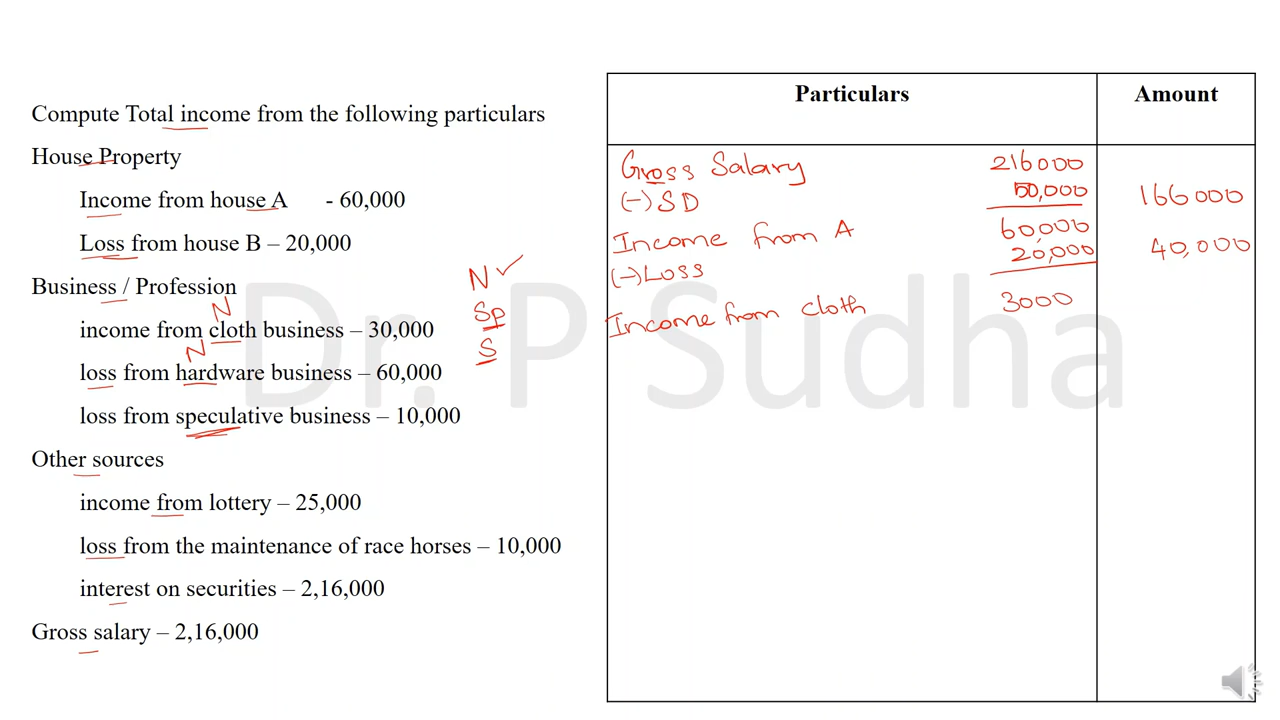 Compute Total income from the following particulars
House Property
Income from house A - 60,000
Loss from house B – 20,000
Business / Profession
income from cloth business – 30,000
loss from hardware business – 60,000
loss from speculative business – 10,000
Other sources
income from lottery – 25,000
loss from the maintenance of race horses – 10,000
interest on securities – 2,16,000
Gross salary – 2,16,000
N
N
N ✓
Sp
S
Particulars Amount
Gross Salary 216000
(-) SD 50,000 166000
Income from A 60,000
(-) Loss 20,000 40,000
Income from cloth 3000
Dr. P Sudha